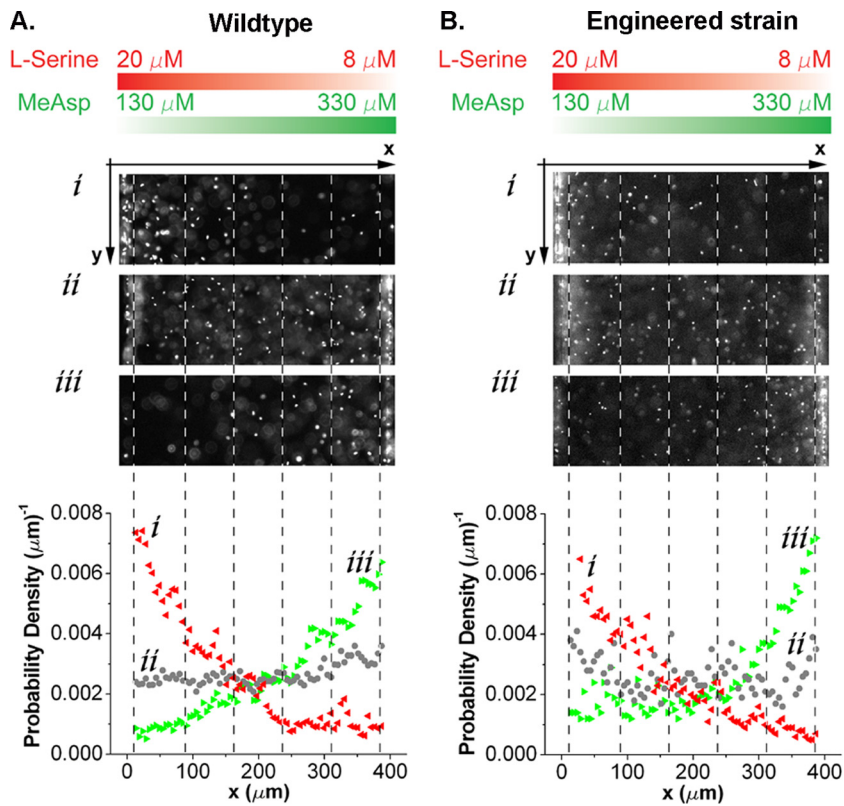 A. Wildtype
L-Serine 20 μM 8 μM
MeAsp 130 μM 330 μM
x
i
y
ii
iii
0.008
0.006
0.004
0.002
0.000
Probability Density (μm)-1
i
iii
ii
0 100 200 300 400
x (μm)
B. Engineered strain
L-Serine 20 μM 8 μM
MeAsp 130 μM 330 μM
x
i
y
ii
iii
0.008
0.006
0.004
0.002
0.000
Probability Density (μm)-1
i
iii
ii
0 100 200 300 400
x (μm)